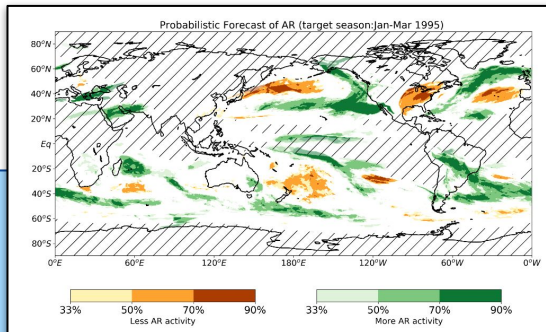 Probabilistic Forecast of AR (target season:Jan-Mar 1995)
80°N
60°N
40°N
20°N
Eq
20°S
40°S
60°S
80°S
0°E 60°E 120°E 180°E 120°W 60°W 0°W
33% 50% 70% 90%
Less AR activity
33% 50% 70% 90%
More AR activity